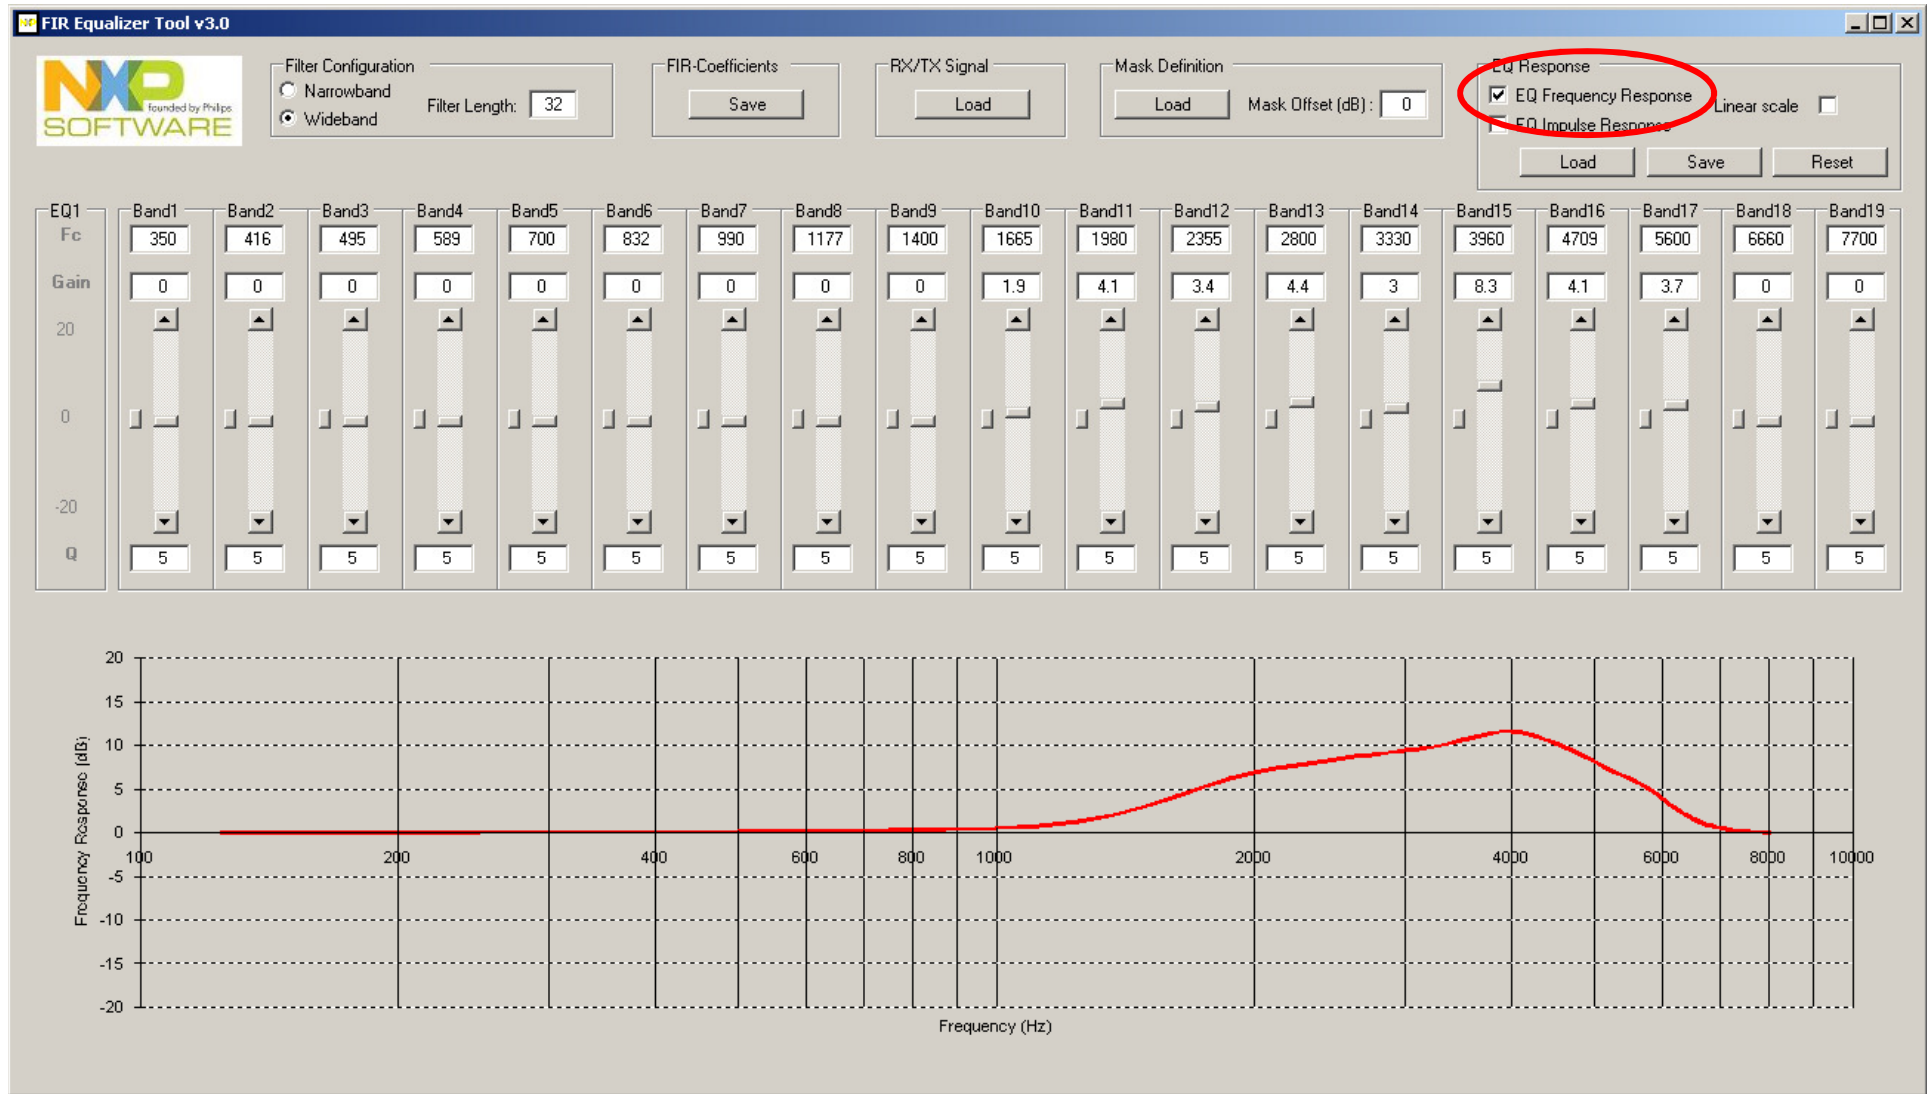 FIR Equalizer Tool v3.0
NXP
founded by Philips
SOFTWARE
Filter Configuration
Narrowband
Wideband
Filter Length: 32
FIR-Coefficients
Save
RX/TX Signal
Load
Mask Definition
Load
Mask Offset (dB) : 0
EQ Response
EQ Frequency Response
Linear scale
EQ Impulse Response
Load Save Reset
EQ1 Band1 Band2 Band3 Band4 Band5 Band6 Band7 Band8 Band9 Band10 Band11 Band12 Band13 Band14 Band15 Band16 Band17 Band18 Band19
Fc 350 416 495 589 700 832 990 1177 1400 1665 1980 2355 2800 3330 3960 4709 5600 6660 7700
Gain 0 0 0 0 0 0 0 0 0 1.9 4.1 3.4 4.4 3 8.3 4.1 3.7 0 0
20
0
-20
Q 5 5 5 5 5 5 5 5 5 5 5 5 5 5 5 5 5 5 5
Frequency Response (dB)
20
15
10
5
0
100 200 400 600 800 1000 2000 4000 6000 8000 10000
-5
-10
-15
-20
Frequency (Hz)